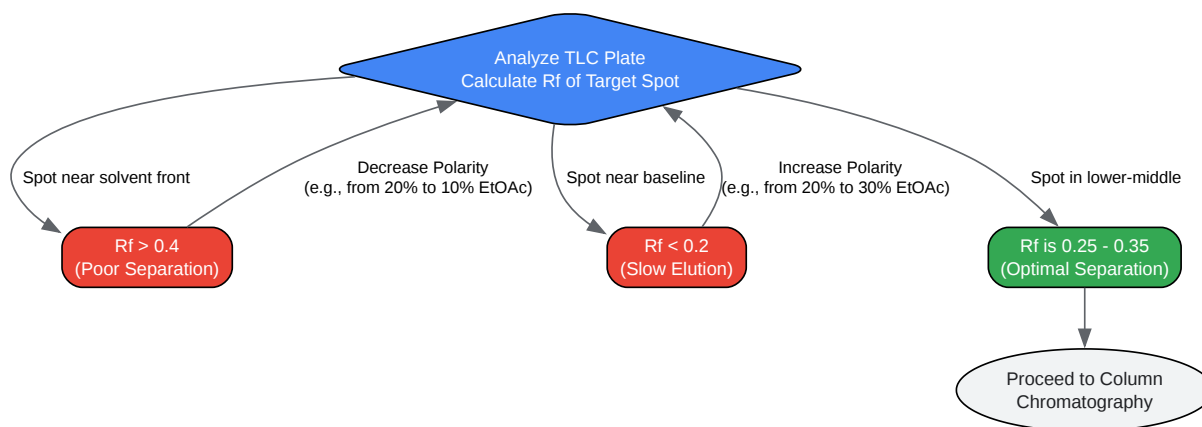 Analyze TLC Plate
Calculate Rf of Target Spot
Spot near solvent front
Decrease Polarity
(e.g., from 20% to 10% EtOAc)
Spot near baseline
Increase Polarity
(e.g., from 20% to 30% EtOAc)
Spot in lower-middle
Rf > 0.4
(Poor Separation)
Rf < 0.2
(Slow Elution)
Rf is 0.25 - 0.35
(Optimal Separation)
Proceed to Column
Chromatography